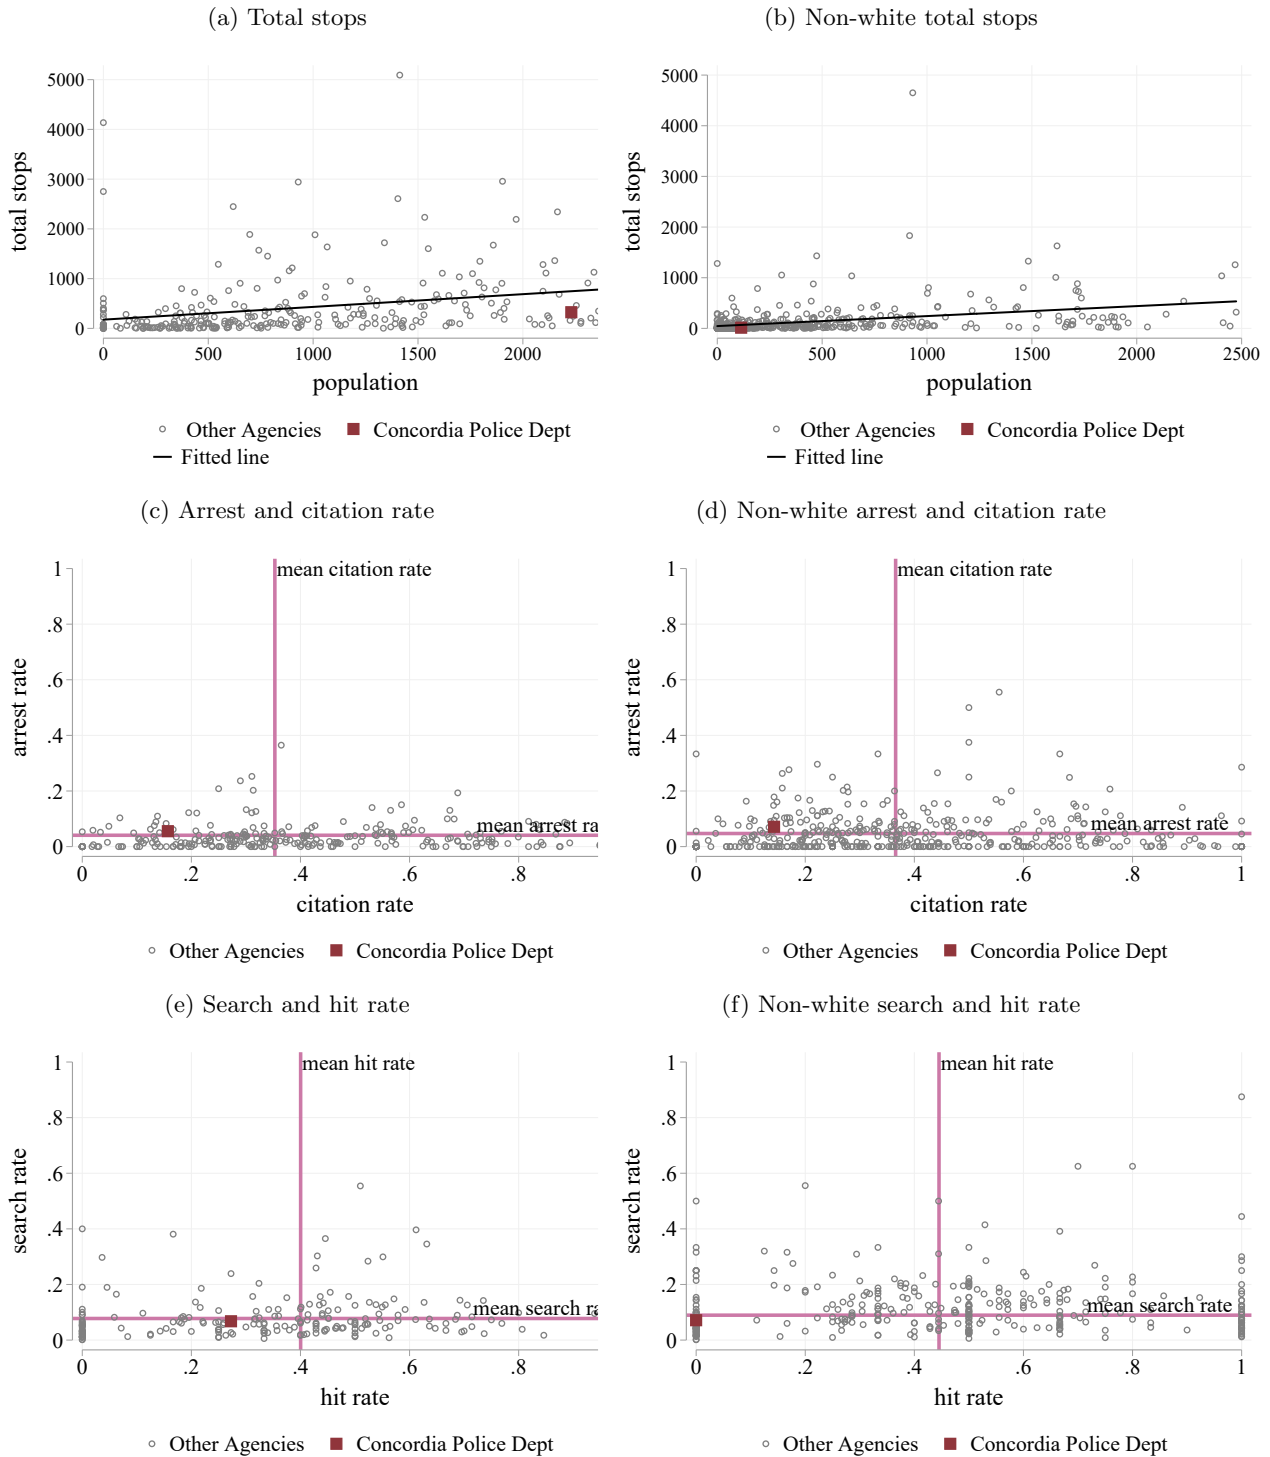 (a) Total stops
(b) Non-white total stops
total stops
5000
4000
3000
2000
1000
0
0 500 1000 1500 2000
population
Other Agencies Concordia Police Dept
Fitted line
total stops
5000
4000
3000
2000
1000
0
0 500 1000 1500 2000 2500
population
Other Agencies Concordia Police Dept
Fitted line
(c) Arrest and citation rate
(d) Non-white arrest and citation rate
arrest rate
1
.8
.6
.4
.2
0
mean citation rate
mean arrest ra
0 .2 .4 .6 .8
citation rate
Other Agencies Concordia Police Dept
arrest rate
1
.8
.6
.4
.2
0
mean citation rate
mean arrest rate
0 .2 .4 .6 .8 1
citation rate
Other Agencies Concordia Police Dept
(e) Search and hit rate
(f) Non-white search and hit rate
search rate
1
.8
.6
.4
.2
0
mean hit rate
mean search ra
0 .2 .4 .6 .8
hit rate
Other Agencies Concordia Police Dept
search rate
1
.8
.6
.4
.2
0
mean hit rate
mean search rate
0 .2 .4 .6 .8 1
hit rate
Other Agencies Concordia Police Dept